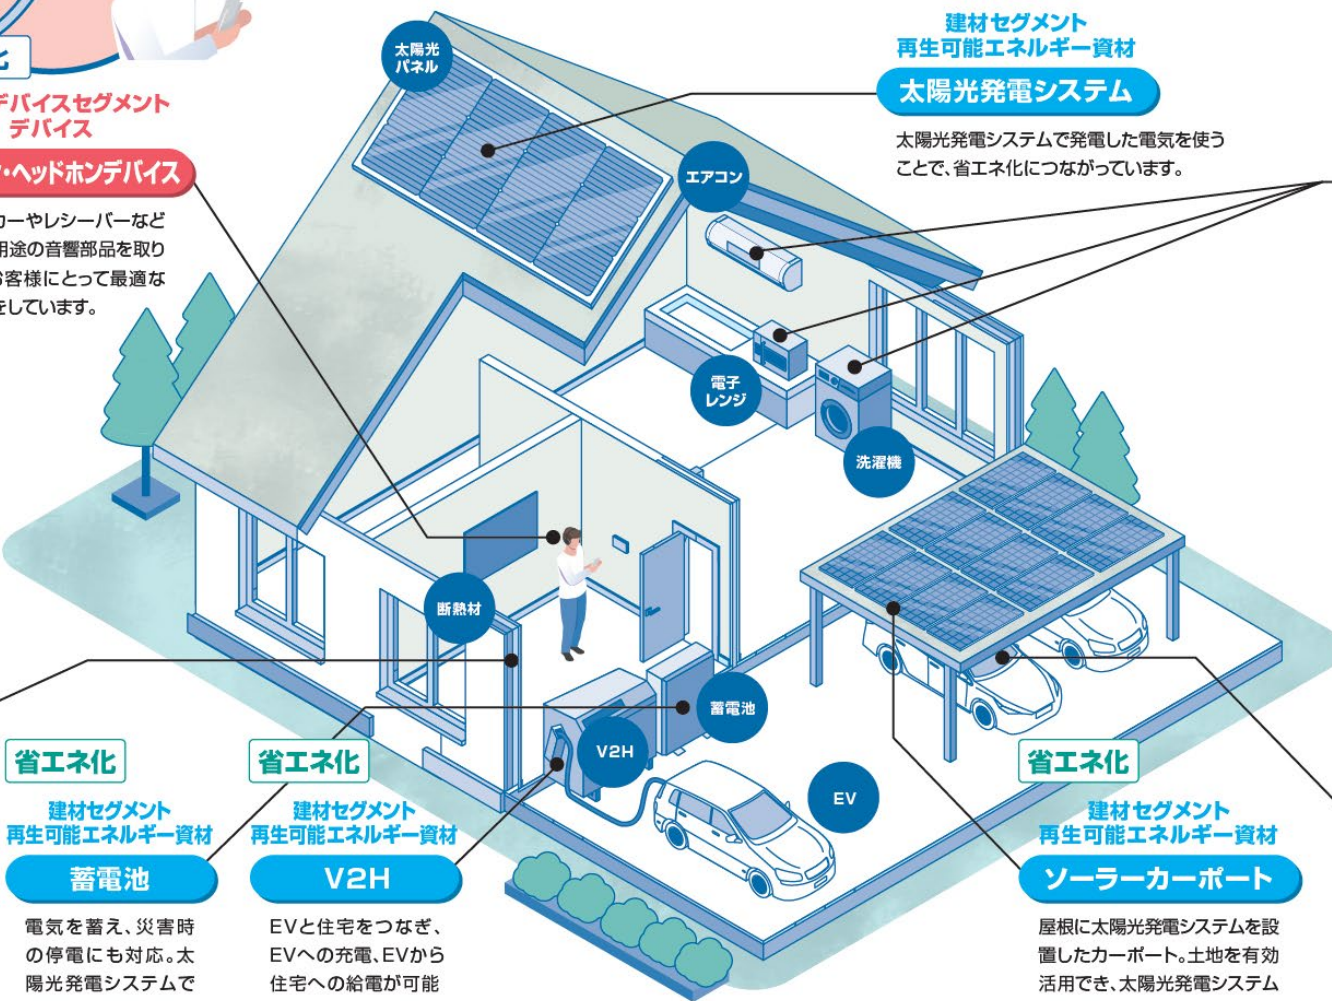 化
デバイスセグメント
デバイス
・ヘッドホンデバイス
カーやレシーバーなど
用途の音響部品を取り
お客様にとって最適な
をしています。
太陽光
パネル
建材セグメント
再生可能エネルギー資材
太陽光発電システム
太陽光発電システムで発電した電気を使う
ことで、省エネ化につながっています。
エアコン
電子
レンジ
洗濯機
断熱材
蓄電池
V2H
EV
省エネ化
建材セグメント
再生可能エネルギー資材
蓄電池
電気を蓄え、災害時
の停電にも対応。太
陽光発電システムで
省エネ化
建材セグメント
再生可能エネルギー資材
V2H
EVと住宅をつなぎ、
EVへの充電、EVから
住宅への給電が可能
省エネ化
建材セグメント
再生可能エネルギー資材
ソーラーカーポート
屋根に太陽光発電システムを設
置したカーポート。土地を有効
活用でき、太陽光発電システム